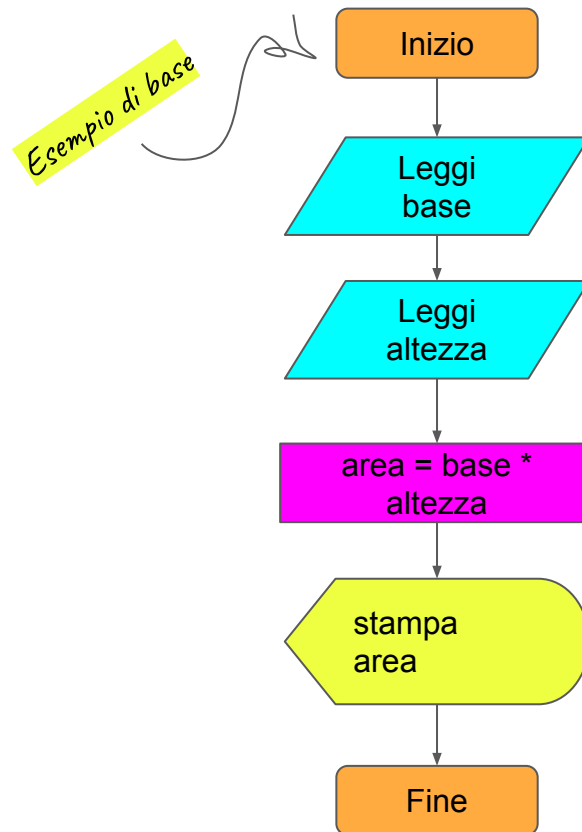 Esempio di base
Inizio
Leggi
base
Leggi
altezza
area = base *
altezza
stampa
area
Fine